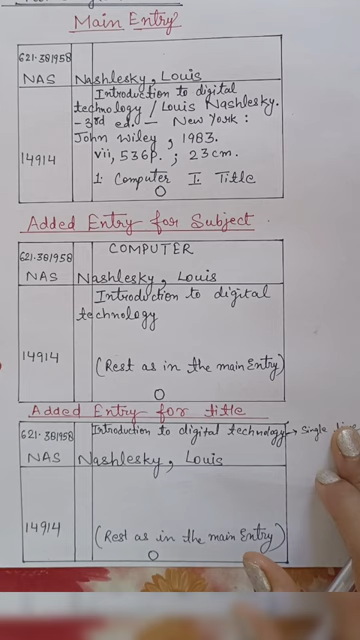 Main Entry
621.381958
NAS Nashlesky, Louis
Introduction to digital
technology / Louis Nashlesky.
-3rd ed. — New York :
John Wiley, 1983.
14914 vii, 536p. ; 23cm.
1. Computer I. Title
Added Entry for Subject
621.381958 COMPUTER
NAS Nashlesky, Louis
Introduction to digital
technology
14914 (Rest as in the main Entry)
Added Entry for title
621.381958 Introduction to digital technology → Single
NAS Nashlesky, Louis
14914 (Rest as in the main Entry)